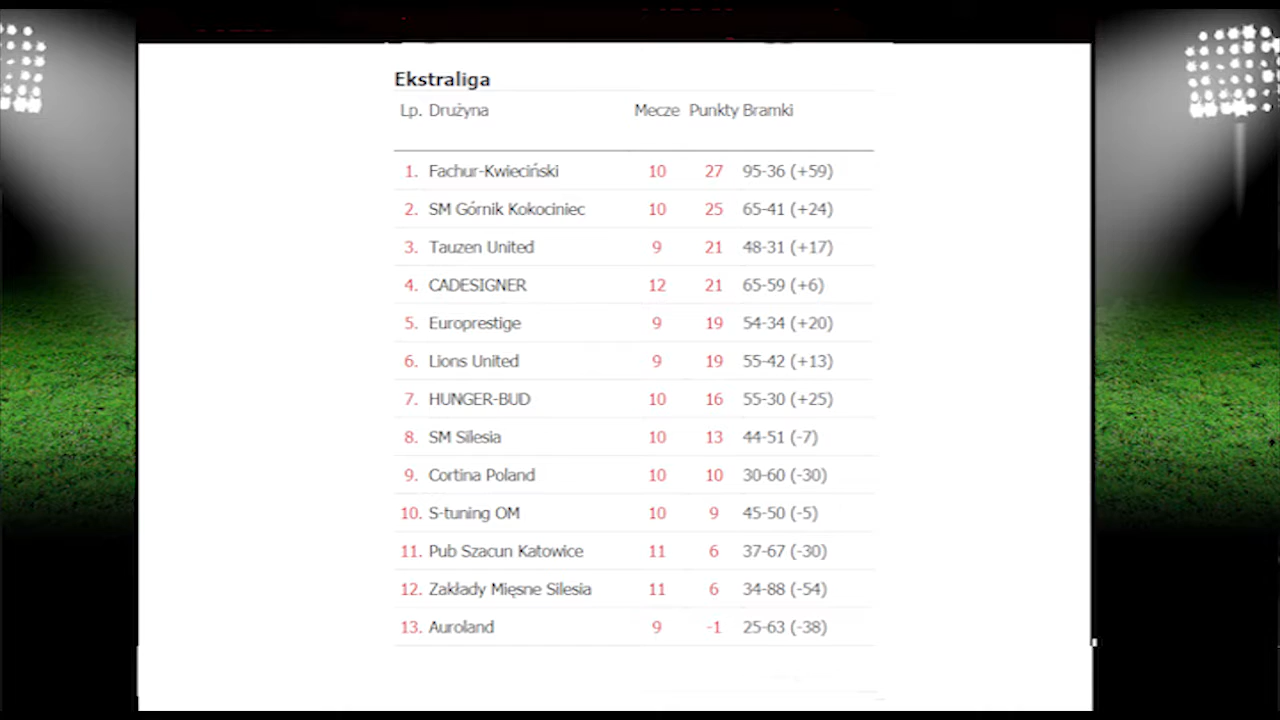 Ekstraliga
Lp. Drużyna Mecze Punkty Bramki
1. Fachur-Kwieciński 10 27 95-36 (+59)
2. SM Górnik Kokociniec 10 25 65-41 (+24)
3. Tauzen United 9 21 48-31 (+17)
4. CADESIGNER 12 21 65-59 (+6)
5. Europrestige 9 19 54-34 (+20)
6. Lions United 9 19 55-42 (+13)
7. HUNGER-BUD 10 16 55-30 (+25)
8. SM Silesia 10 13 44-51 (-7)
9. Cortina Poland 10 10 30-60 (-30)
10. S-tuning OM 10 9 45-50 (-5)
11. Pub Szacun Katowice 11 6 37-67 (-30)
12. Zakłady Mięsne Silesia 11 6 34-88 (-54)
13. Auroland 9 -1 25-63 (-38)